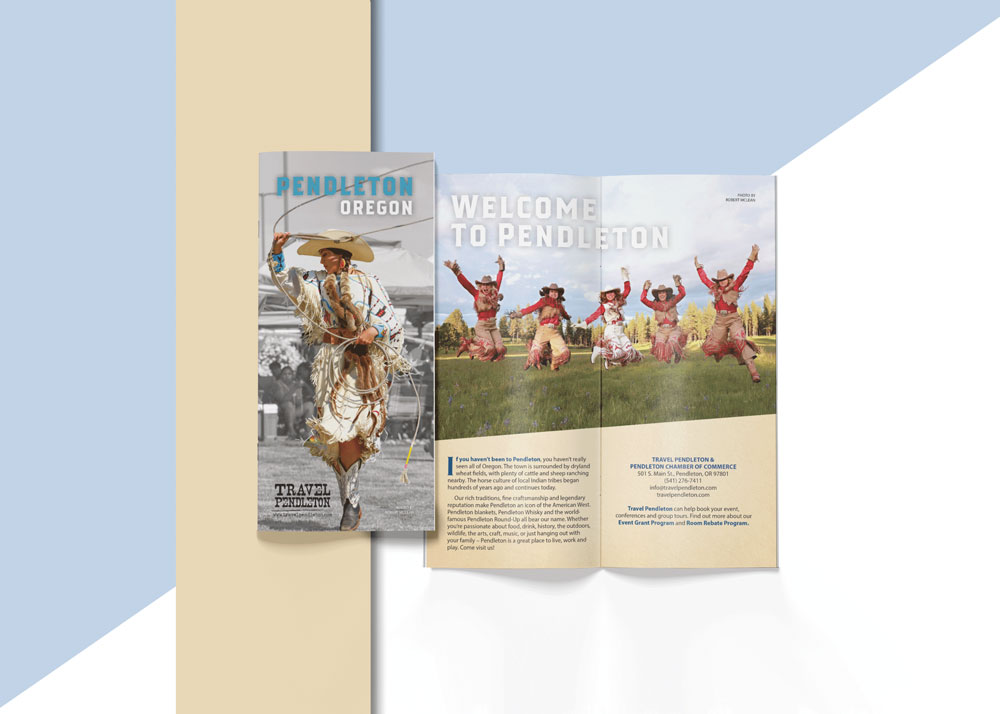 PENDLETON
OREGON
TRAVEL
PENDLETON
www.travelpendleton.com
WELCOME
TO PENDLETON
PHOTO BY
ROBERT MCLEAN
If you haven't been to Pendleton, you haven't really
seen all of Oregon. The town is surrounded by dryland
wheat fields, with plenty of cattle and sheep ranching
nearby. The horse culture of local Indian tribes began
hundreds of years ago and continues today.
Our rich traditions, fine craftsmanship and legendary
reputation make Pendleton an icon of the American West.
Pendleton blankets, Pendleton Whisky and the world-
famous Pendleton Round-Up all bear our name. Whether
you're passionate about food, drink, history, the outdoors,
wildlife, the arts, craft, music, or just hanging out with
your family – Pendleton is a great place to live, work and
play. Come visit us!
TRAVEL PENDLETON &
PENDLETON CHAMBER OF COMMERCE
501 S. Main St., Pendleton, OR 97801
(541) 276-7411
info@travelpendleton.com
travelpendleton.com
Travel Pendleton can help book your event,
conferences and group tours. Find out more about our
Event Grant Program and Room Rebate Program.